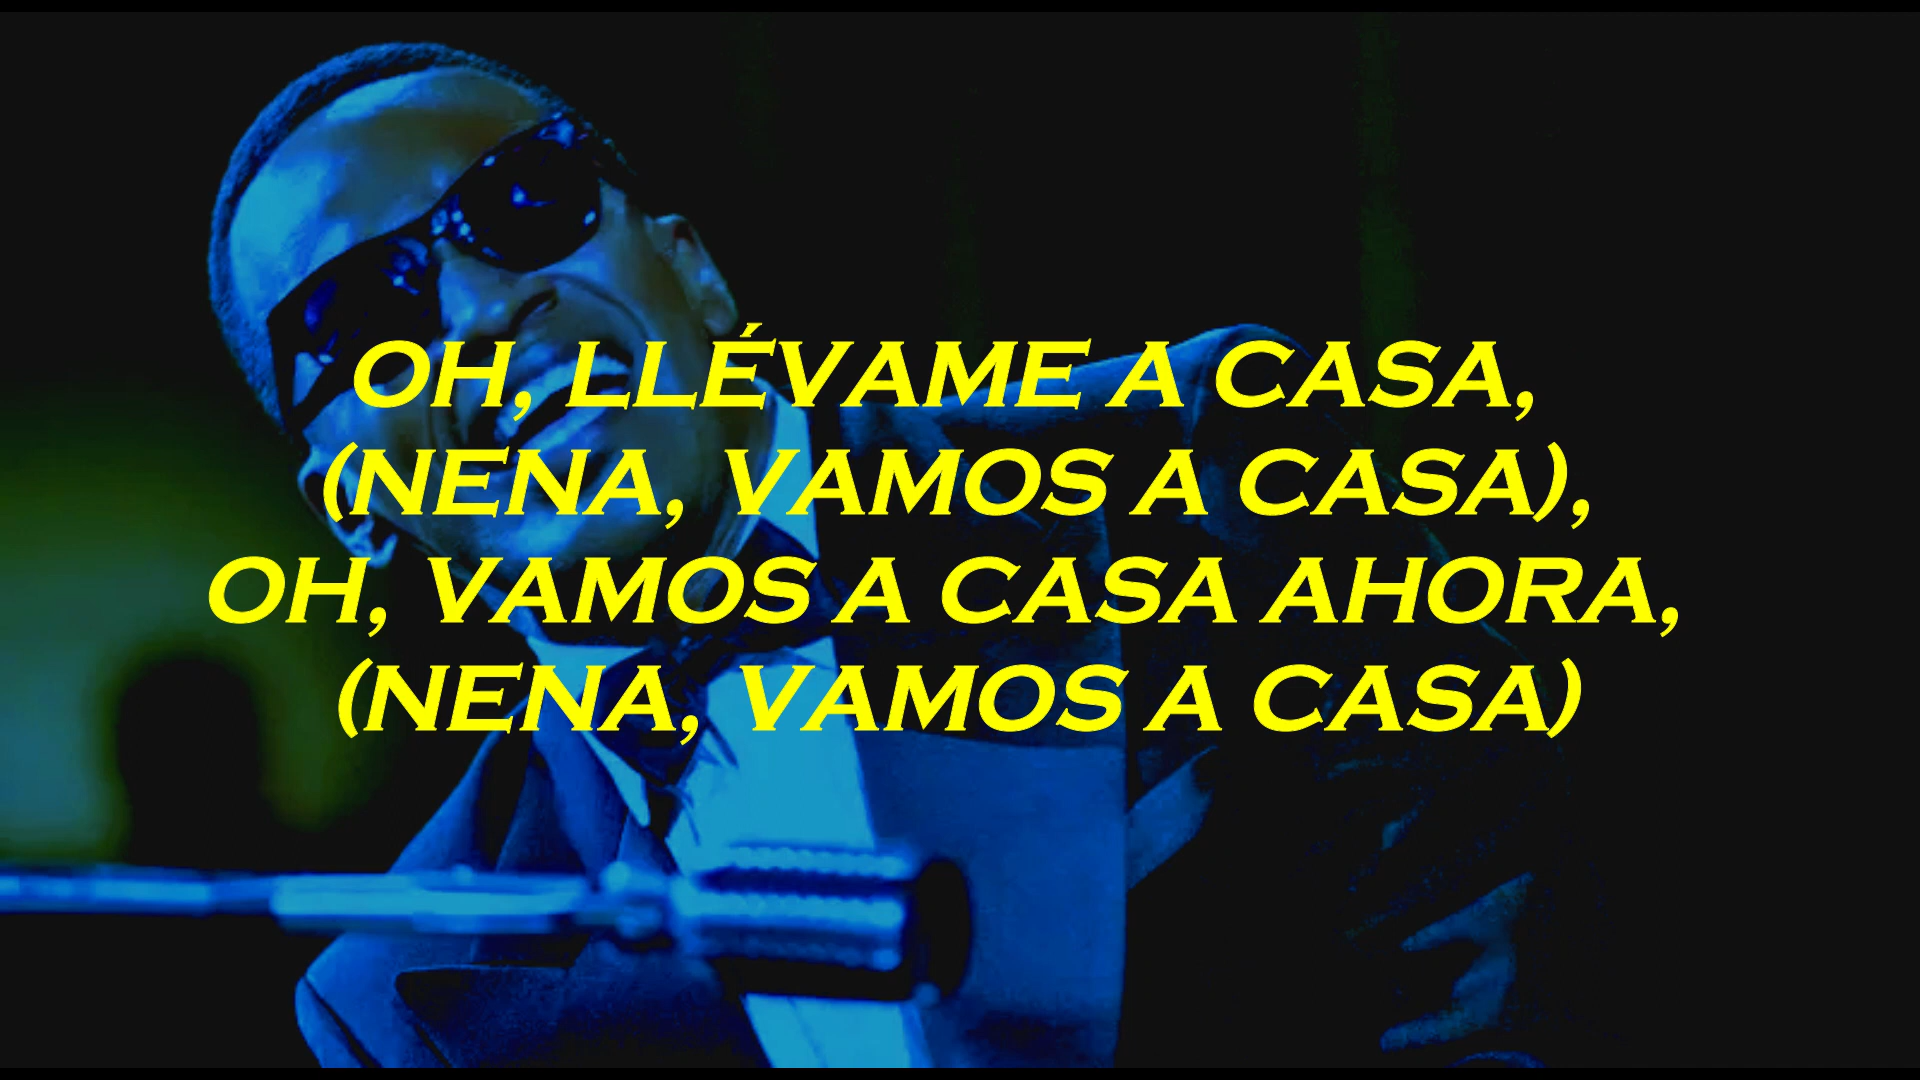 OH, LLÉVAME A CASA,
(NENA, VAMOS A CASA),
OH, VAMOS A CASA AHORA,
(NENA, VAMOS A CASA)